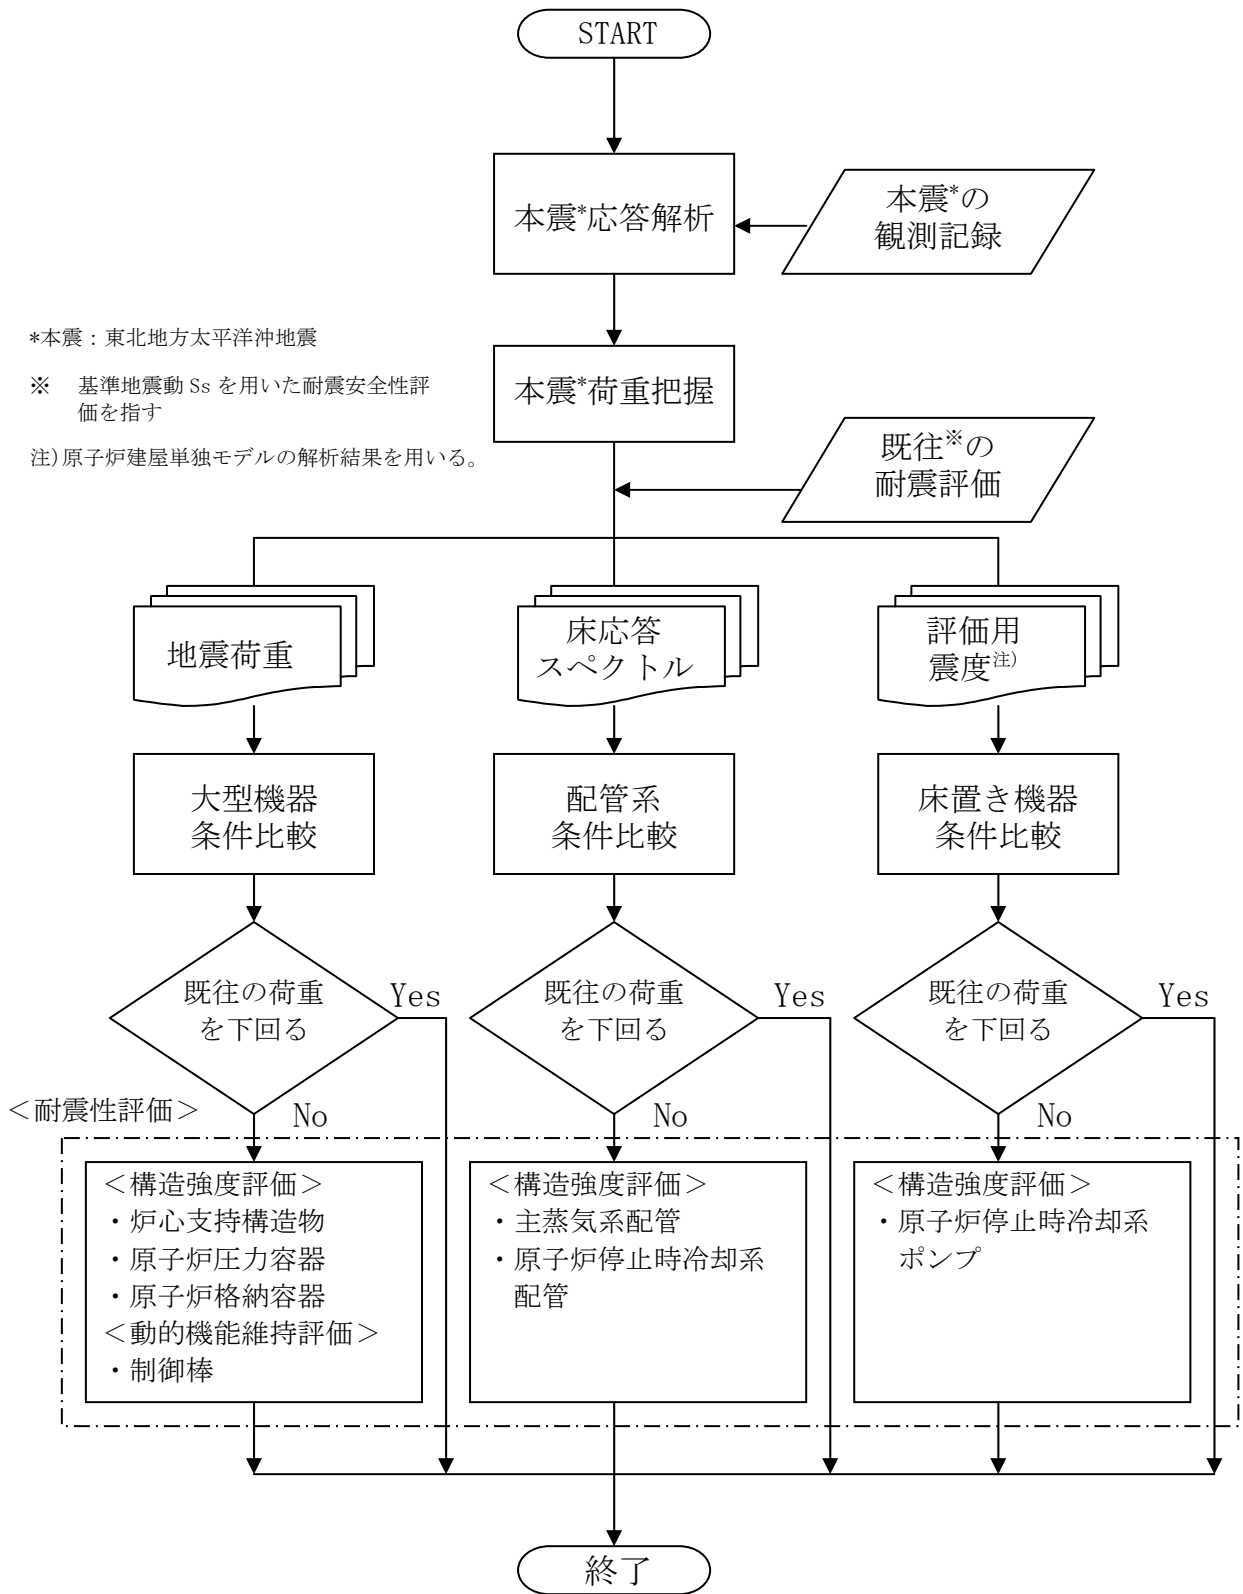 START
本震*応答解析
本震*の
観測記録
*本震：東北地方太平洋沖地震
※　基準地震動 Ss を用いた耐震安全性評
価を指す
注)原子炉建屋単独モデルの解析結果を用いる。
本震*荷重把握
既往※の
耐震評価
地震荷重
床応答
スペクトル
評価用
震度注)
大型機器
条件比較
配管系
条件比較
床置き機器
条件比較
既往の荷重
を下回る
Yes
No
既往の荷重
を下回る
Yes
No
既往の荷重
を下回る
Yes
No
＜耐震性評価＞
＜構造強度評価＞
・炉心支持構造物
・原子炉圧力容器
・原子炉格納容器
＜動的機能維持評価＞
・制御棒
＜構造強度評価＞
・主蒸気系配管
・原子炉停止時冷却系
配管
＜構造強度評価＞
・原子炉停止時冷却系
ポンプ
終了